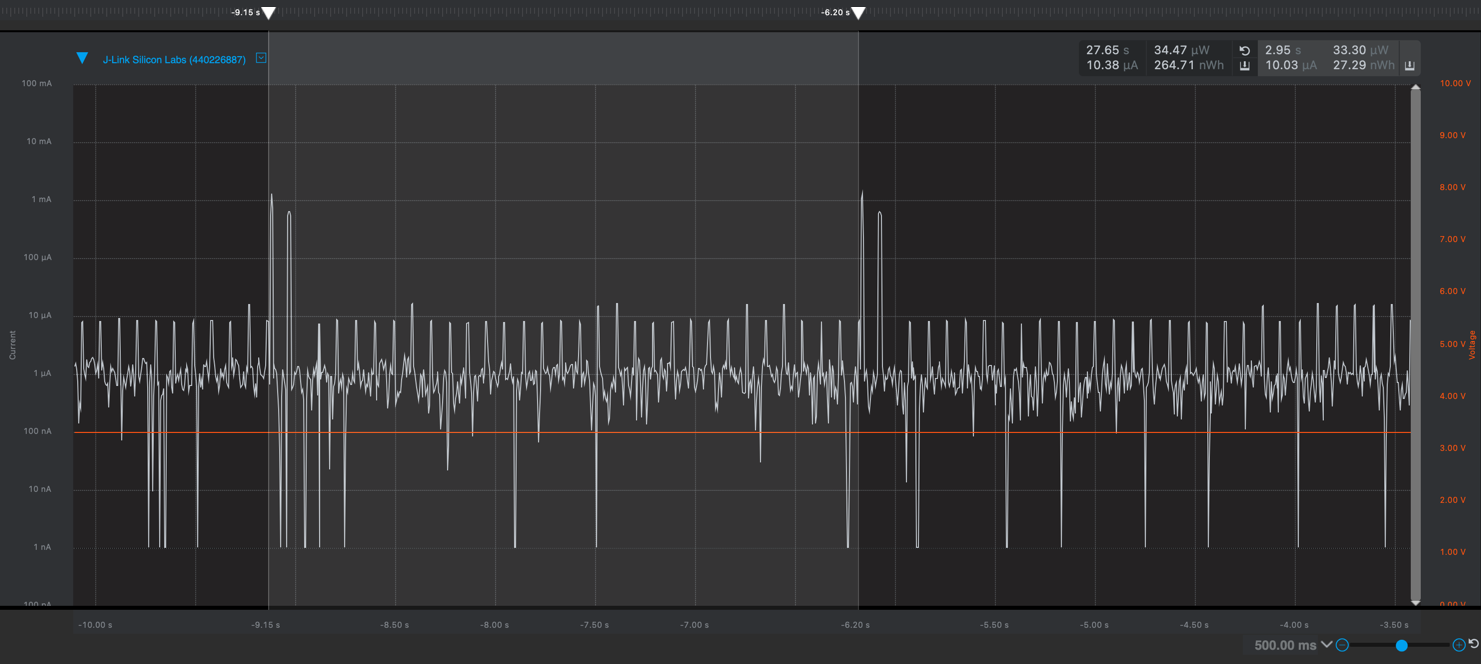 -9.15 s
-6.20 s
J-Link Silicon Labs (440226887)
27.65 s 34.47 µW 2.95 s 33.30 µW
10.38 µA 264.71 nWh 10.03 µA 27.29 nWh
100 mA 10.00 V
9.00 V
10 mA
8.00 V
1 mA
7.00 V
100 µA
6.00 V
10 µA
Current 5.00 V Voltage
1 µA
4.00 V
100 nA
3.00 V
10 nA
2.00 V
1 nA
1.00 V
100 pA 0.00 V
-10.00 s -9.15 s -8.50 s -8.00 s -7.50 s -7.00 s -6.20 s -5.50 s -5.00 s -4.50 s -4.00 s -3.50 s
500.00 ms